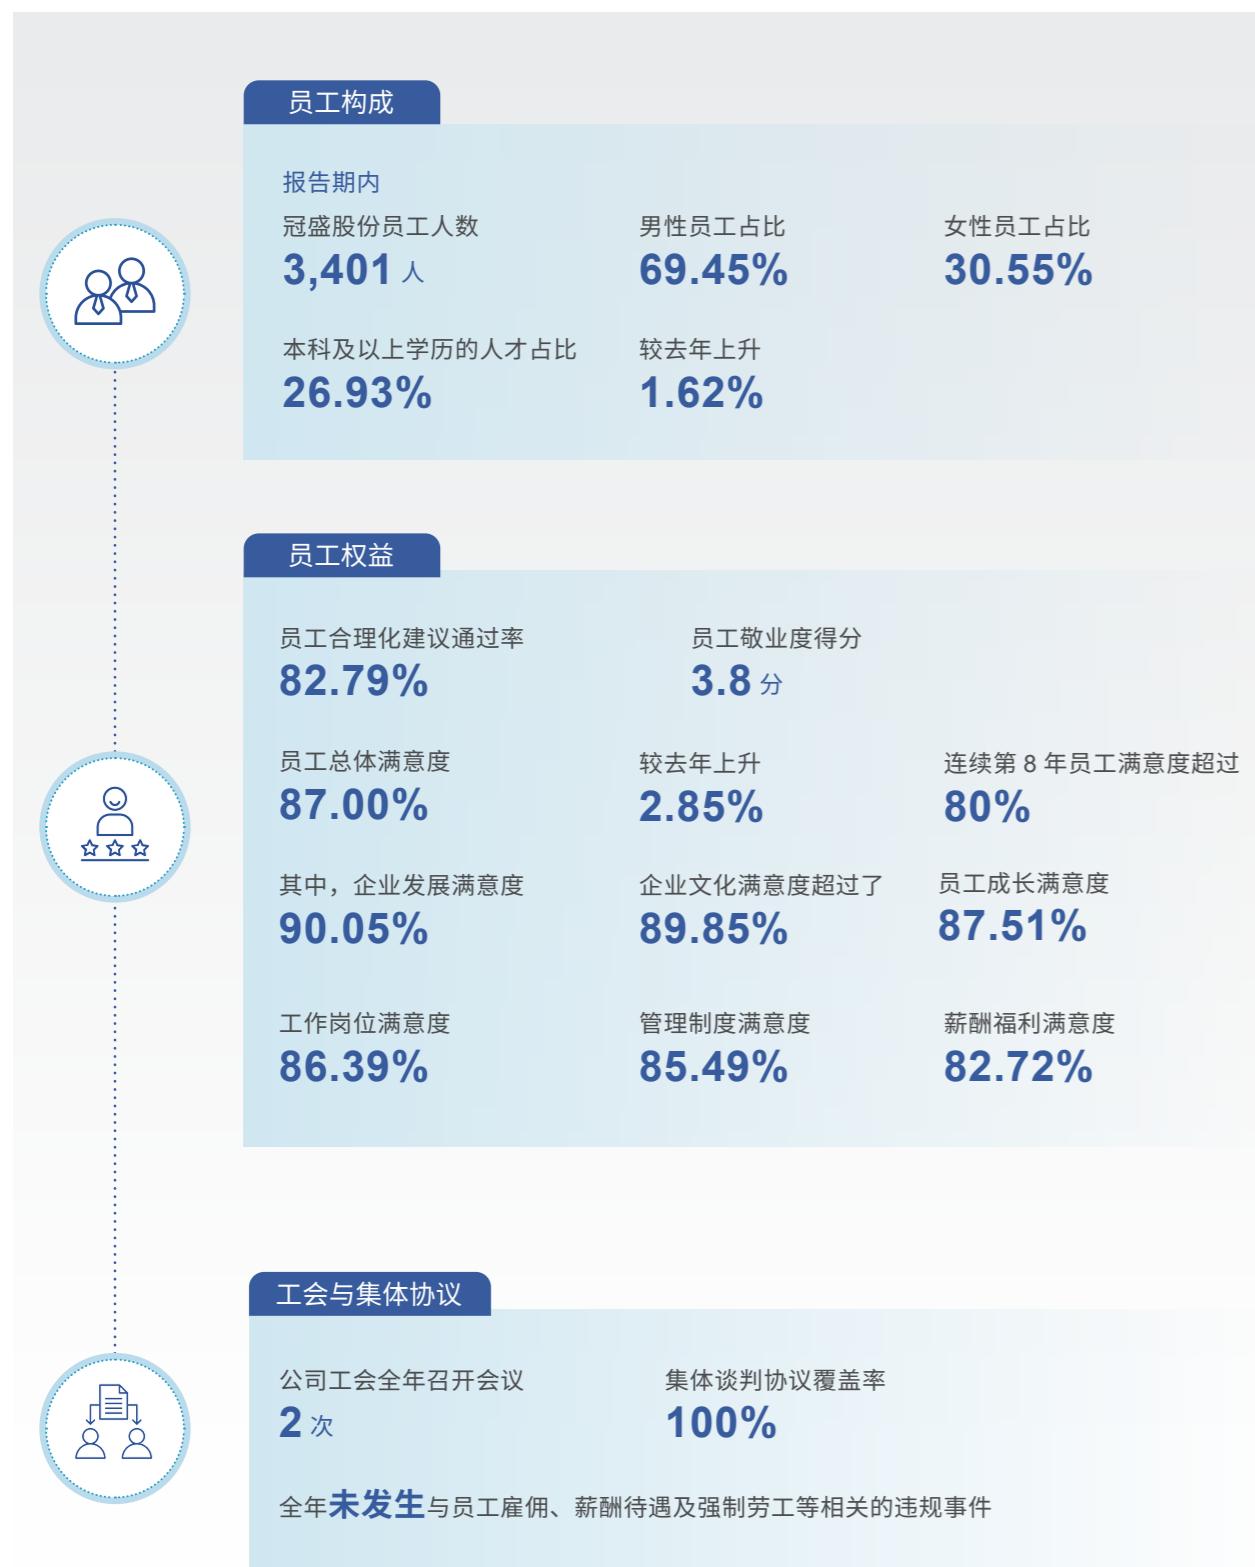 员工构成
报告期内
冠盛股份员工人数
3,401 人
男性员工占比
69.45%
女性员工占比
30.55%
本科及以上学历的人才占比
26.93%
较去年上升
1.62%
员工权益
员工合理化建议通过率
82.79%
员工敬业度得分
3.8 分
员工总体满意度
87.00%
较去年上升
2.85%
连续第 8 年员工满意度超过
80%
其中，企业发展满意度
90.05%
企业文化满意度超过了
89.85%
员工成长满意度
87.51%
工作岗位满意度
86.39%
管理制度满意度
85.49%
薪酬福利满意度
82.72%
工会与集体协议
公司工会全年召开会议
2 次
集体谈判协议覆盖率
100%
全年未发生与员工雇佣、薪酬待遇及强制劳工等相关的违规事件